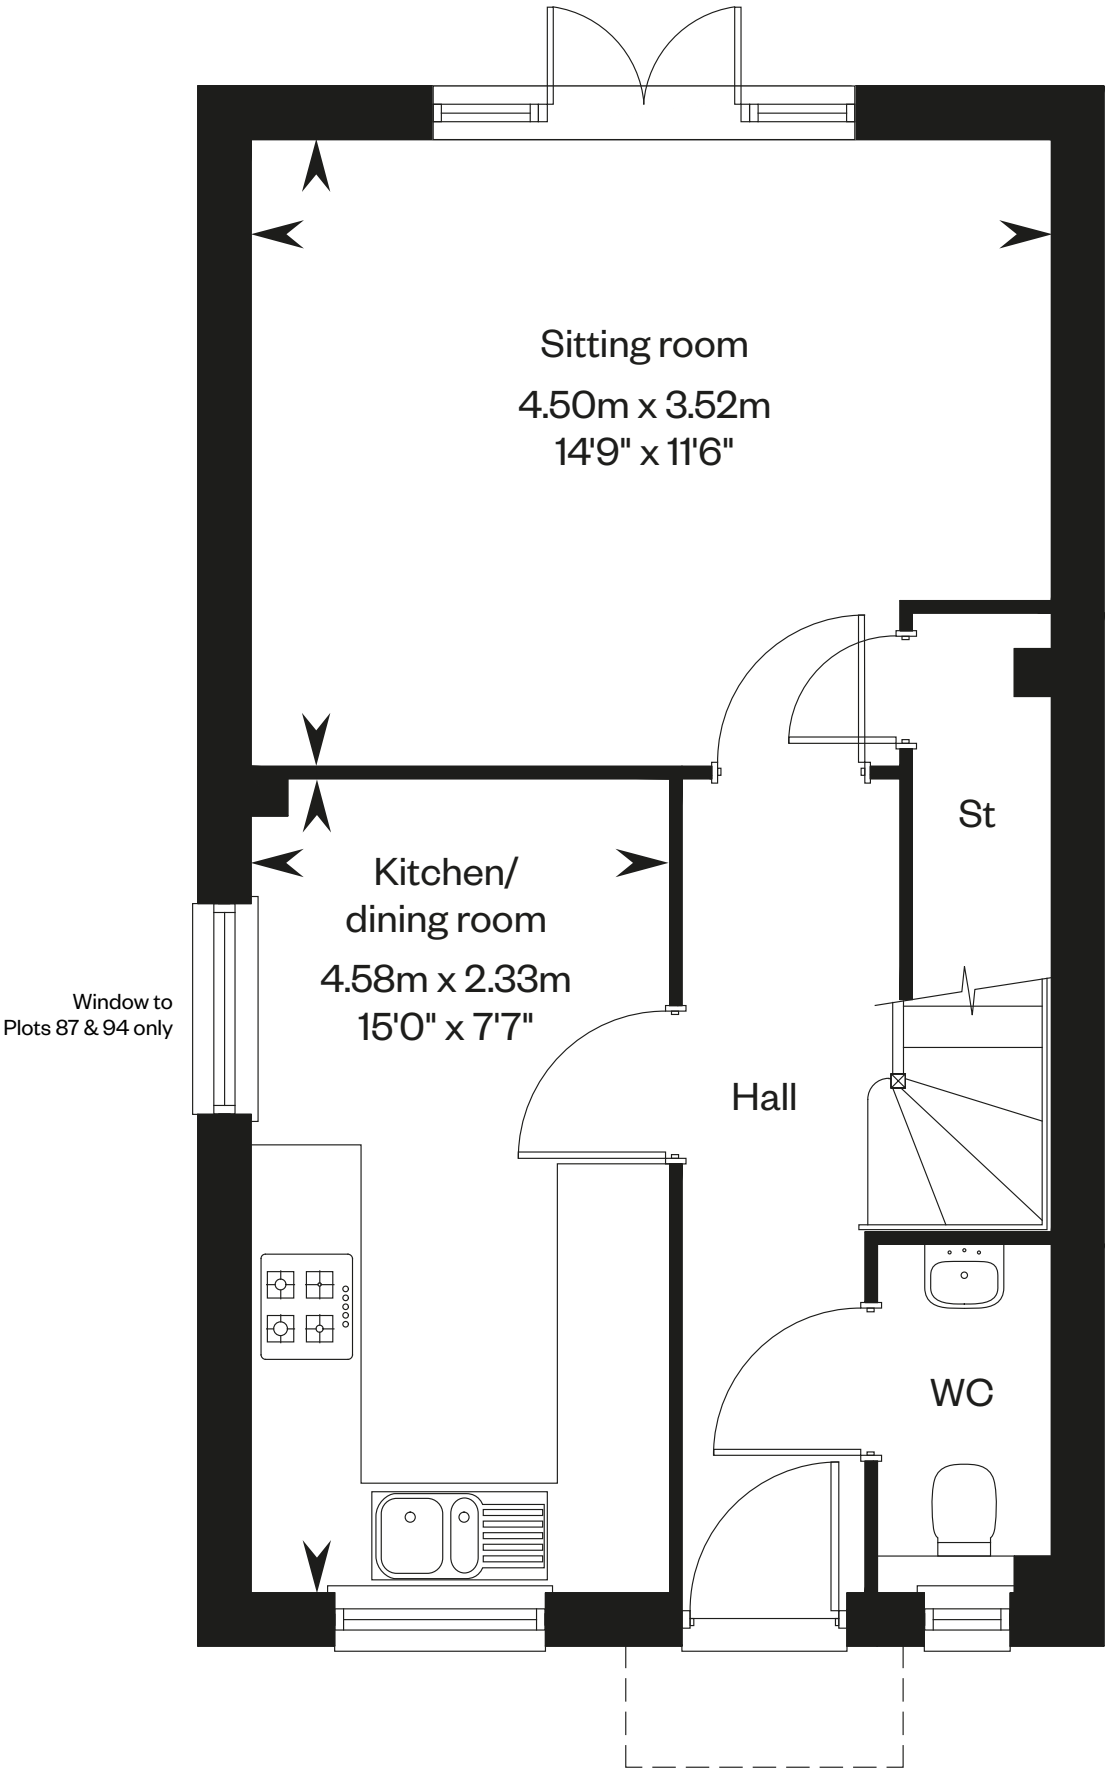 Sitting room
4.50m x 3.52m
14'9" x 11'6"
St
Kitchen/
dining room
4.58m x 2.33m
15'0" x 7'7"
Window to
Plots 87 & 94 only
Hall
WC